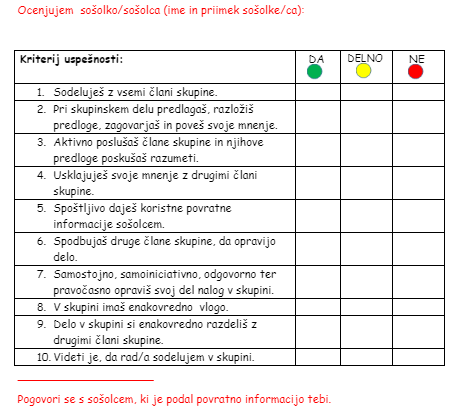 Ocenjujem sošolko/sošolca (ime in priimek sošolke/ca):
Kriterij uspešnosti: DA DELNO NE
1. Sodeluješ z vsemi člani skupine.
2. Pri skupinskem delu predlagaš, razložiš
predloge, zagovarjaš in poveš svoje mnenje.
3. Aktivno poslušaš člane skupine in njihove
predloge poskušaš razumeti.
4. Usklajuješ svoje mnenje z drugimi člani
skupine.
5. Spoštljivo daješ koristne povratne
informacije sošolcem.
6. Spodbujaš druge člane skupine, da opravijo
delo.
7. Samostojno, samoiniciativno, odgovorno ter
pravočasno opraviš svoj del nalog v skupini.
8. V skupini imaš enakovredno vlogo.
9. Delo v skupini si enakovredno razdeliš z
drugimi člani skupine.
10. Videti je, da rad/a sodelujem v skupini.
Pogovori se s sošolcem, ki je podal povratno informacijo tebi.